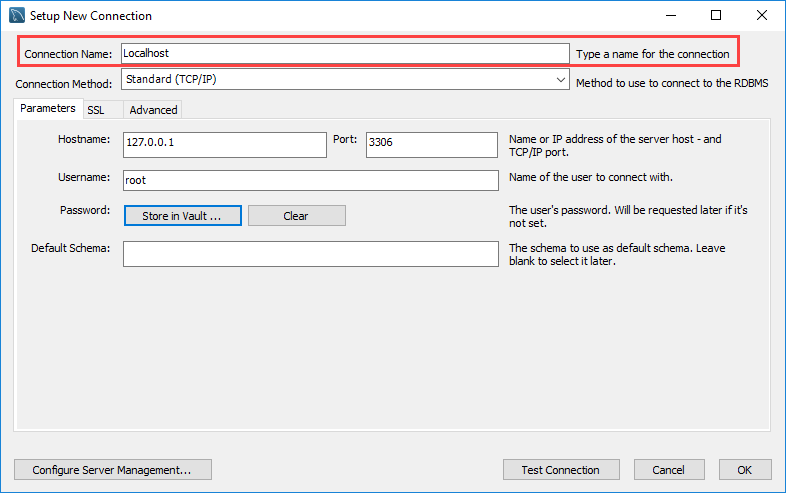 Setup New Connection
Connection Name: Localhost Type a name for the connection
Connection Method: Standard (TCP/IP) Method to use to connect to the RDBMS
Parameters SSL Advanced
Hostname: 127.0.0.1 Port: 3306 Name or IP address of the server host - and
TCP/IP port.
Username: root Name of the user to connect with.
Password: Store in Vault ... Clear The user's password. Will be requested later if it's
not set.
Default Schema: The schema to use as default schema. Leave
blank to select it later.
Configure Server Management... Test Connection Cancel OK